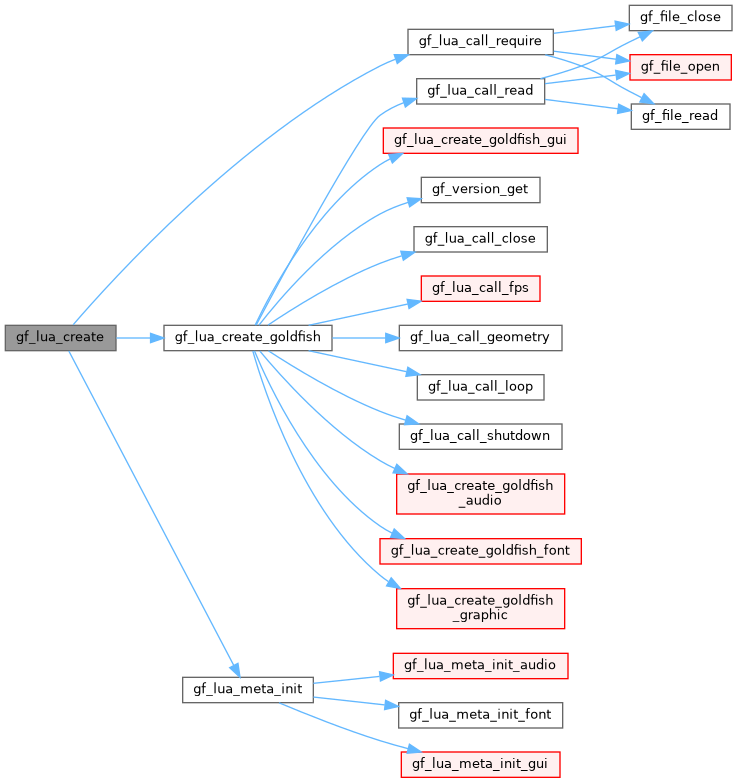 gf_file_close
gf_lua_call_require
gf_file_open
gf_lua_call_read
gf_file_read
gf_lua_create_goldfish_gui
gf_version_get
gf_lua_call_close
gf_lua_call_fps
gf_lua_create
gf_lua_create_goldfish
gf_lua_call_geometry
gf_lua_call_loop
gf_lua_call_shutdown
gf_lua_create_goldfish
_audio
gf_lua_create_goldfish_font
gf_lua_create_goldfish
_graphic
gf_lua_meta_init_audio
gf_lua_meta_init
gf_lua_meta_init_font
gf_lua_meta_init_gui